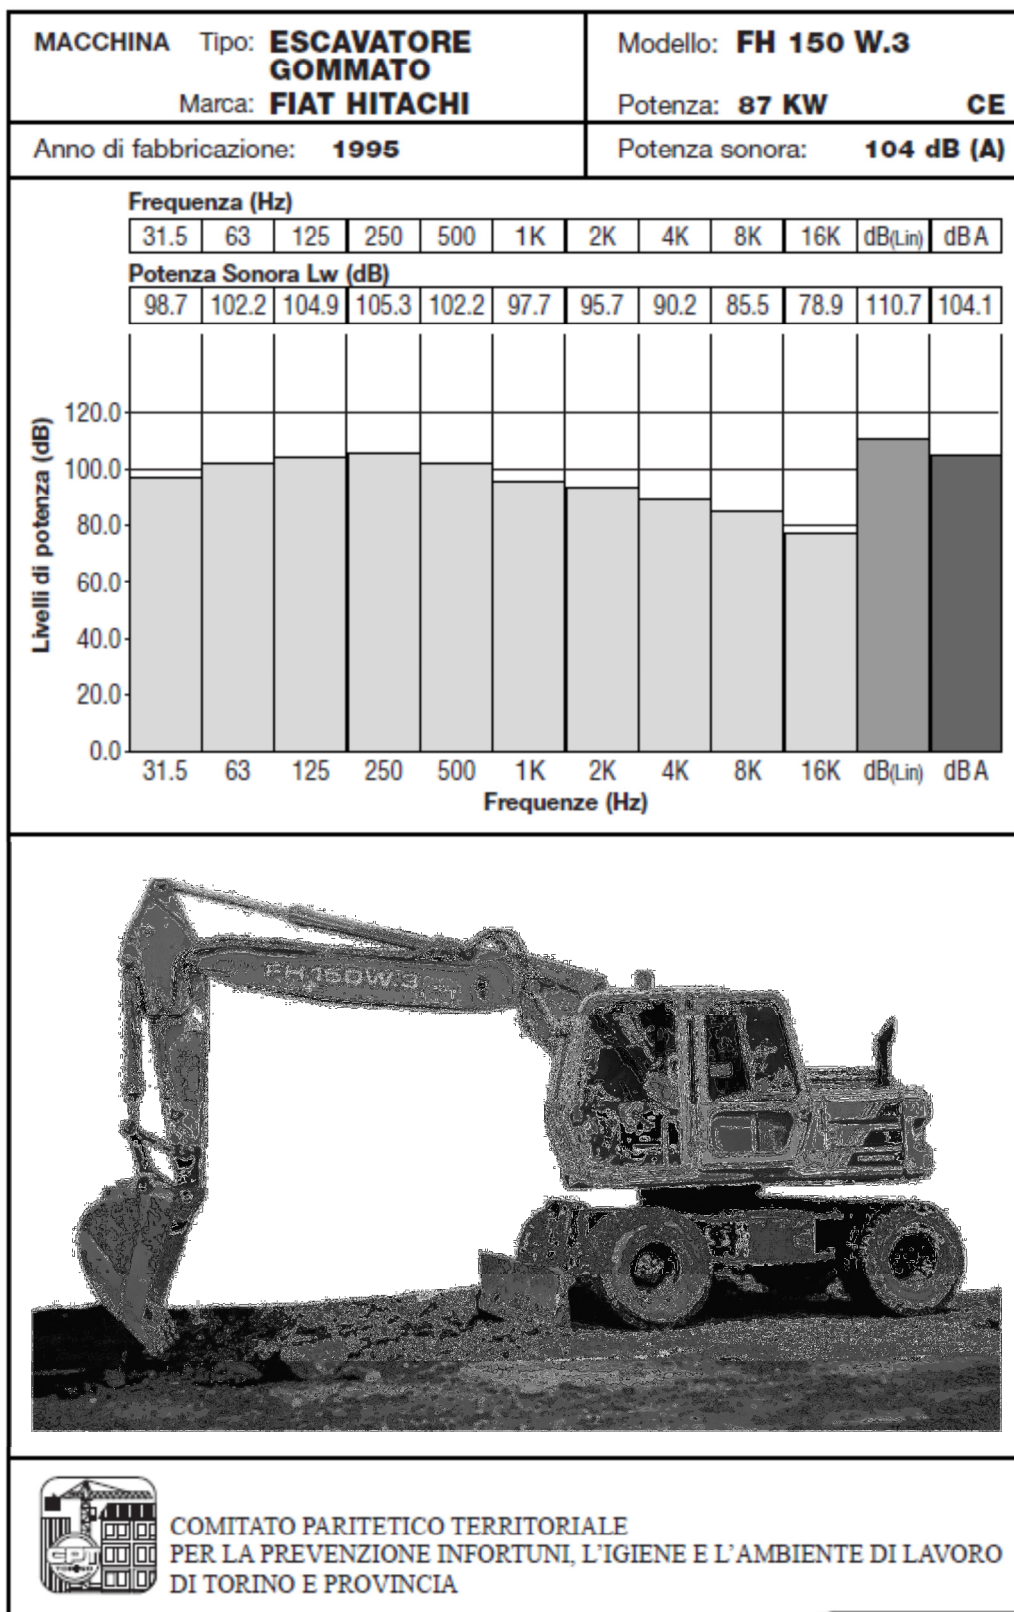 MACCHINA Tipo: ESCAVATORE
GOMMATO
Marca: FIAT HITACHI
Modello: FH 150 W.3
Potenza: 87 KW CE
Anno di fabbricazione: 1995
Potenza sonora: 104 dB (A)
Frequenza (Hz)
31.5 63 125 250 500 1K 2K 4K 8K 16K dB(Lin) dB A
Potenza Sonora Lw (dB)
98.7 102.2 104.9 105.3 102.2 97.7 95.7 90.2 85.5 78.9 110.7 104.1
Livelli di potenza (dB)
120.0
100.0
80.0
60.0
40.0
20.0
0.0
31.5 63 125 250 500 1K 2K 4K 8K 16K dB(Lin) dB A
Frequenze (Hz)
FH150W.3
CPT
COMITATO PARITETICO TERRITORIALE
PER LA PREVENZIONE INFORTUNI, L'IGIENE E L'AMBIENTE DI LAVORO
DI TORINO E PROVINCIA